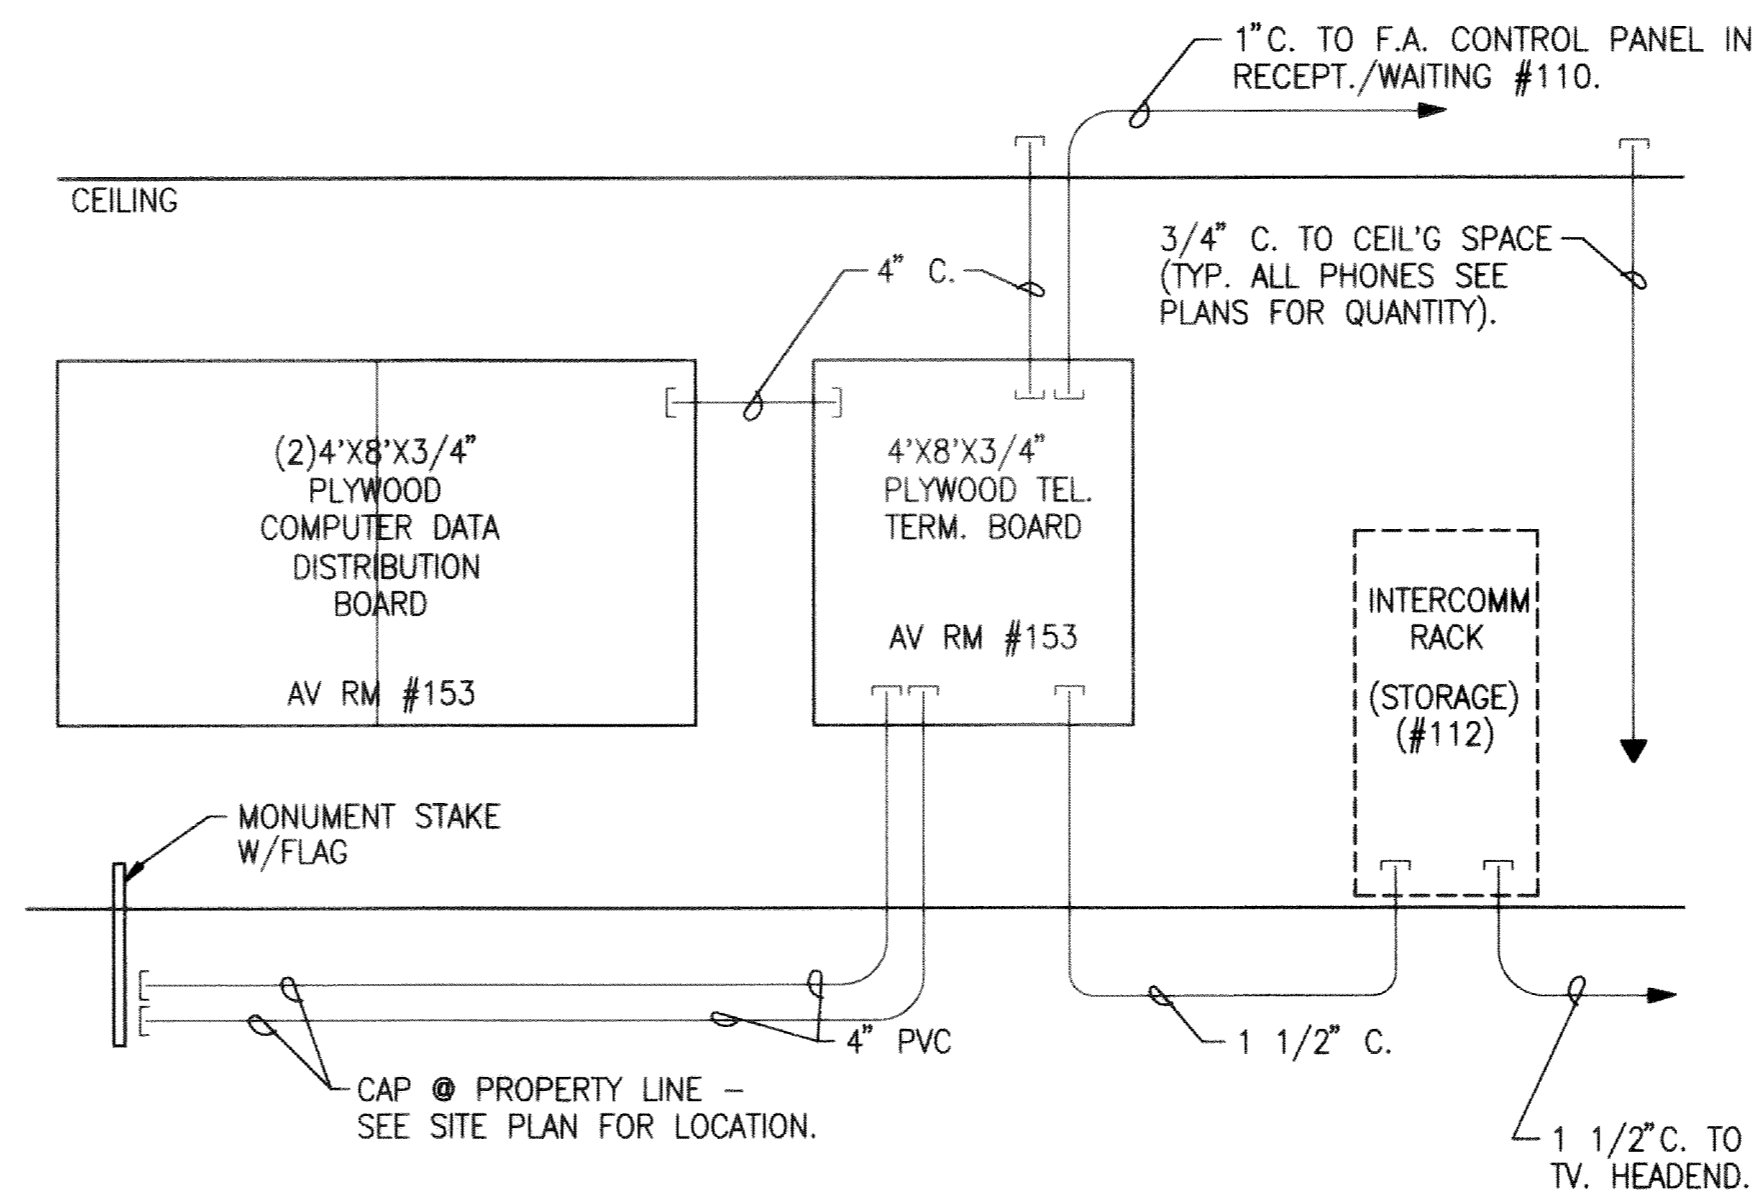 1"C. TO F.A. CONTROL PANEL IN
RECEPT./WAITING #110.
CEILING
4" C.
3/4" C. TO CEIL'G SPACE
(TYP. ALL PHONES SEE
PLANS FOR QUANTITY).
(2)4'X8'X3/4"
PLYWOOD
COMPUTER DATA
DISTRIBUTION
BOARD
AV RM #153
4'X8'X3/4"
PLYWOOD TEL.
TERM. BOARD
AV RM #153
INTERCOMM
RACK
(STORAGE)
(#112)
MONUMENT STAKE
W/FLAG
4" PVC
1 1/2" C.
CAP @ PROPERTY LINE -
SEE SITE PLAN FOR LOCATION.
1 1/2"C. TO
TV. HEADEND.